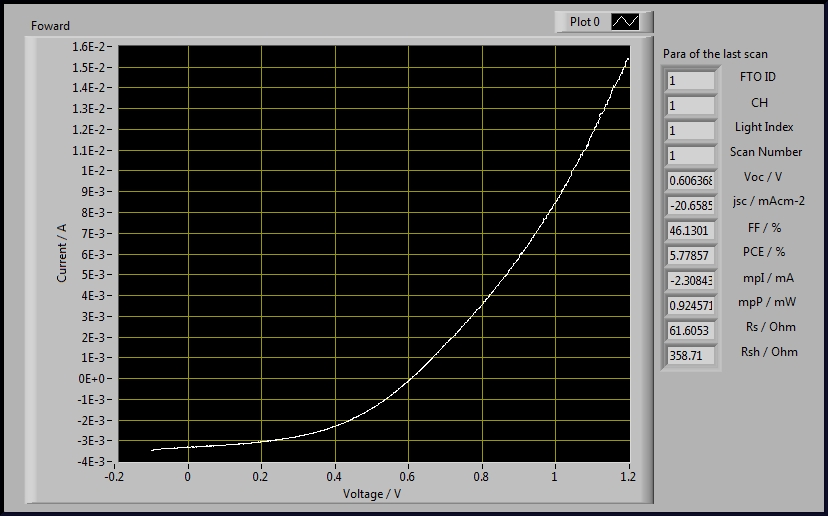 Foward
Plot 0
1.6E-2
1.5E-2
1.4E-2
1.3E-2
1.2E-2
1.1E-2
1E-2
9E-3
8E-3
7E-3
6E-3
5E-3
4E-3
3E-3
2E-3
1E-3
0E+0
-1E-3
-2E-3
-3E-3
-4E-3
Current / A
-0.2 0 0.2 0.4 0.6 0.8 1 1.2
Voltage / V
Para of the last scan
1 FTO ID
1 CH
1 Light Index
1 Scan Number
0.606368 Voc / V
-20.6585 jsc / mAcm-2
46.1301 FF / %
5.77857 PCE / %
-2.30843 mpI / mA
0.924571 mpP / mW
61.6053 Rs / Ohm
358.71 Rsh / Ohm